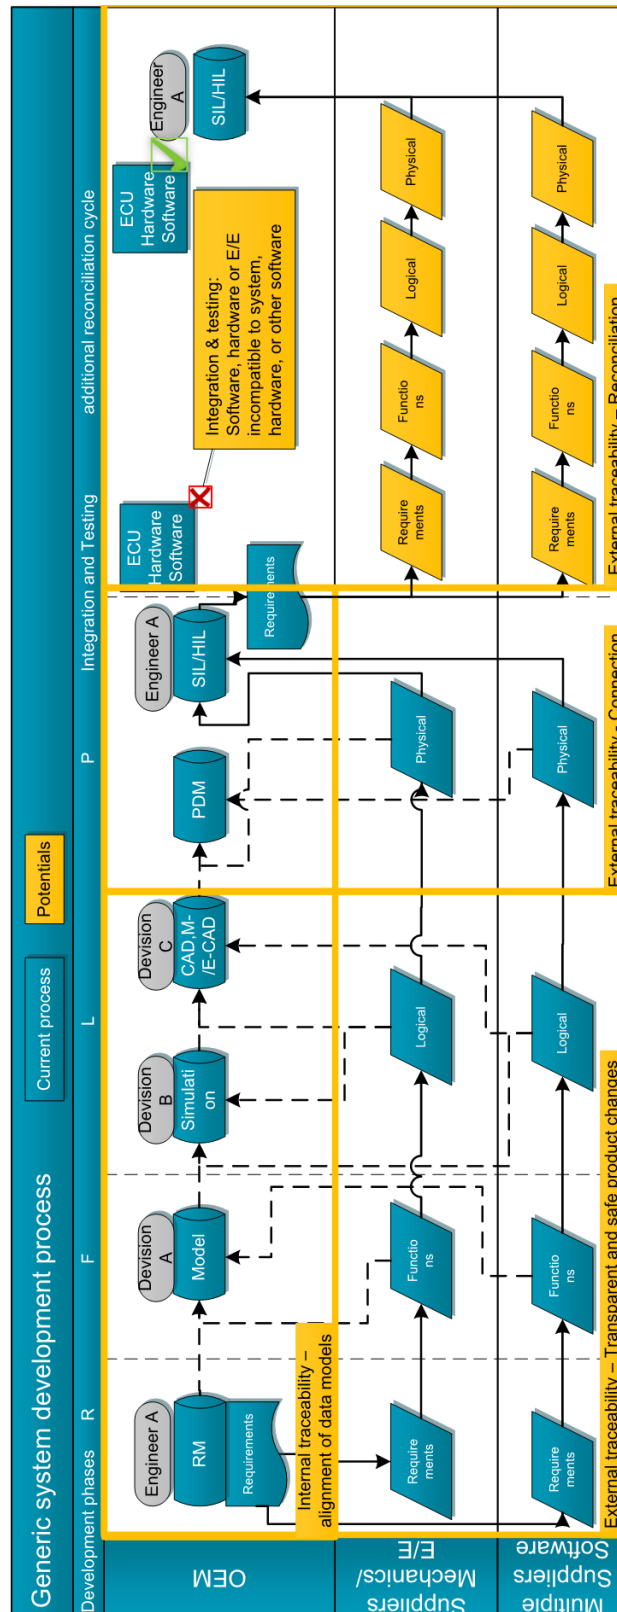 Generic system development process
Current process
Potentials
Development phases
R
F
L
P
Integration and Testing
additional reconciliation cycle
OEM
Engineer A
RM
Requirements
Devision
A
Model
Devision
B
Simulati
on
Devision
C
CAD,M-
/E-CAD
PDM
Engineer A
SIL/HIL
Requirements
ECU
Hardware
Software
Integration & testing:
Software, hardware or E/E
incompatible to system,
hardware, or other software
ECU
Hardware
Software
Engineer
A
SIL/HIL
Internal traceability –
alignment of data models
Suppliers
Mechanics/
E/E
Require
ments
Functio
ns
Logical
Physical
Require
ments
Functio
ns
Logical
Physical
Multiple
Suppliers
Software
Require
ments
Functio
ns
Logical
Physical
Require
ments
Functio
ns
Logical
Physical
External traceability – Transparent and safe product changes
External traceability - Connection
External traceability – Reconciliation